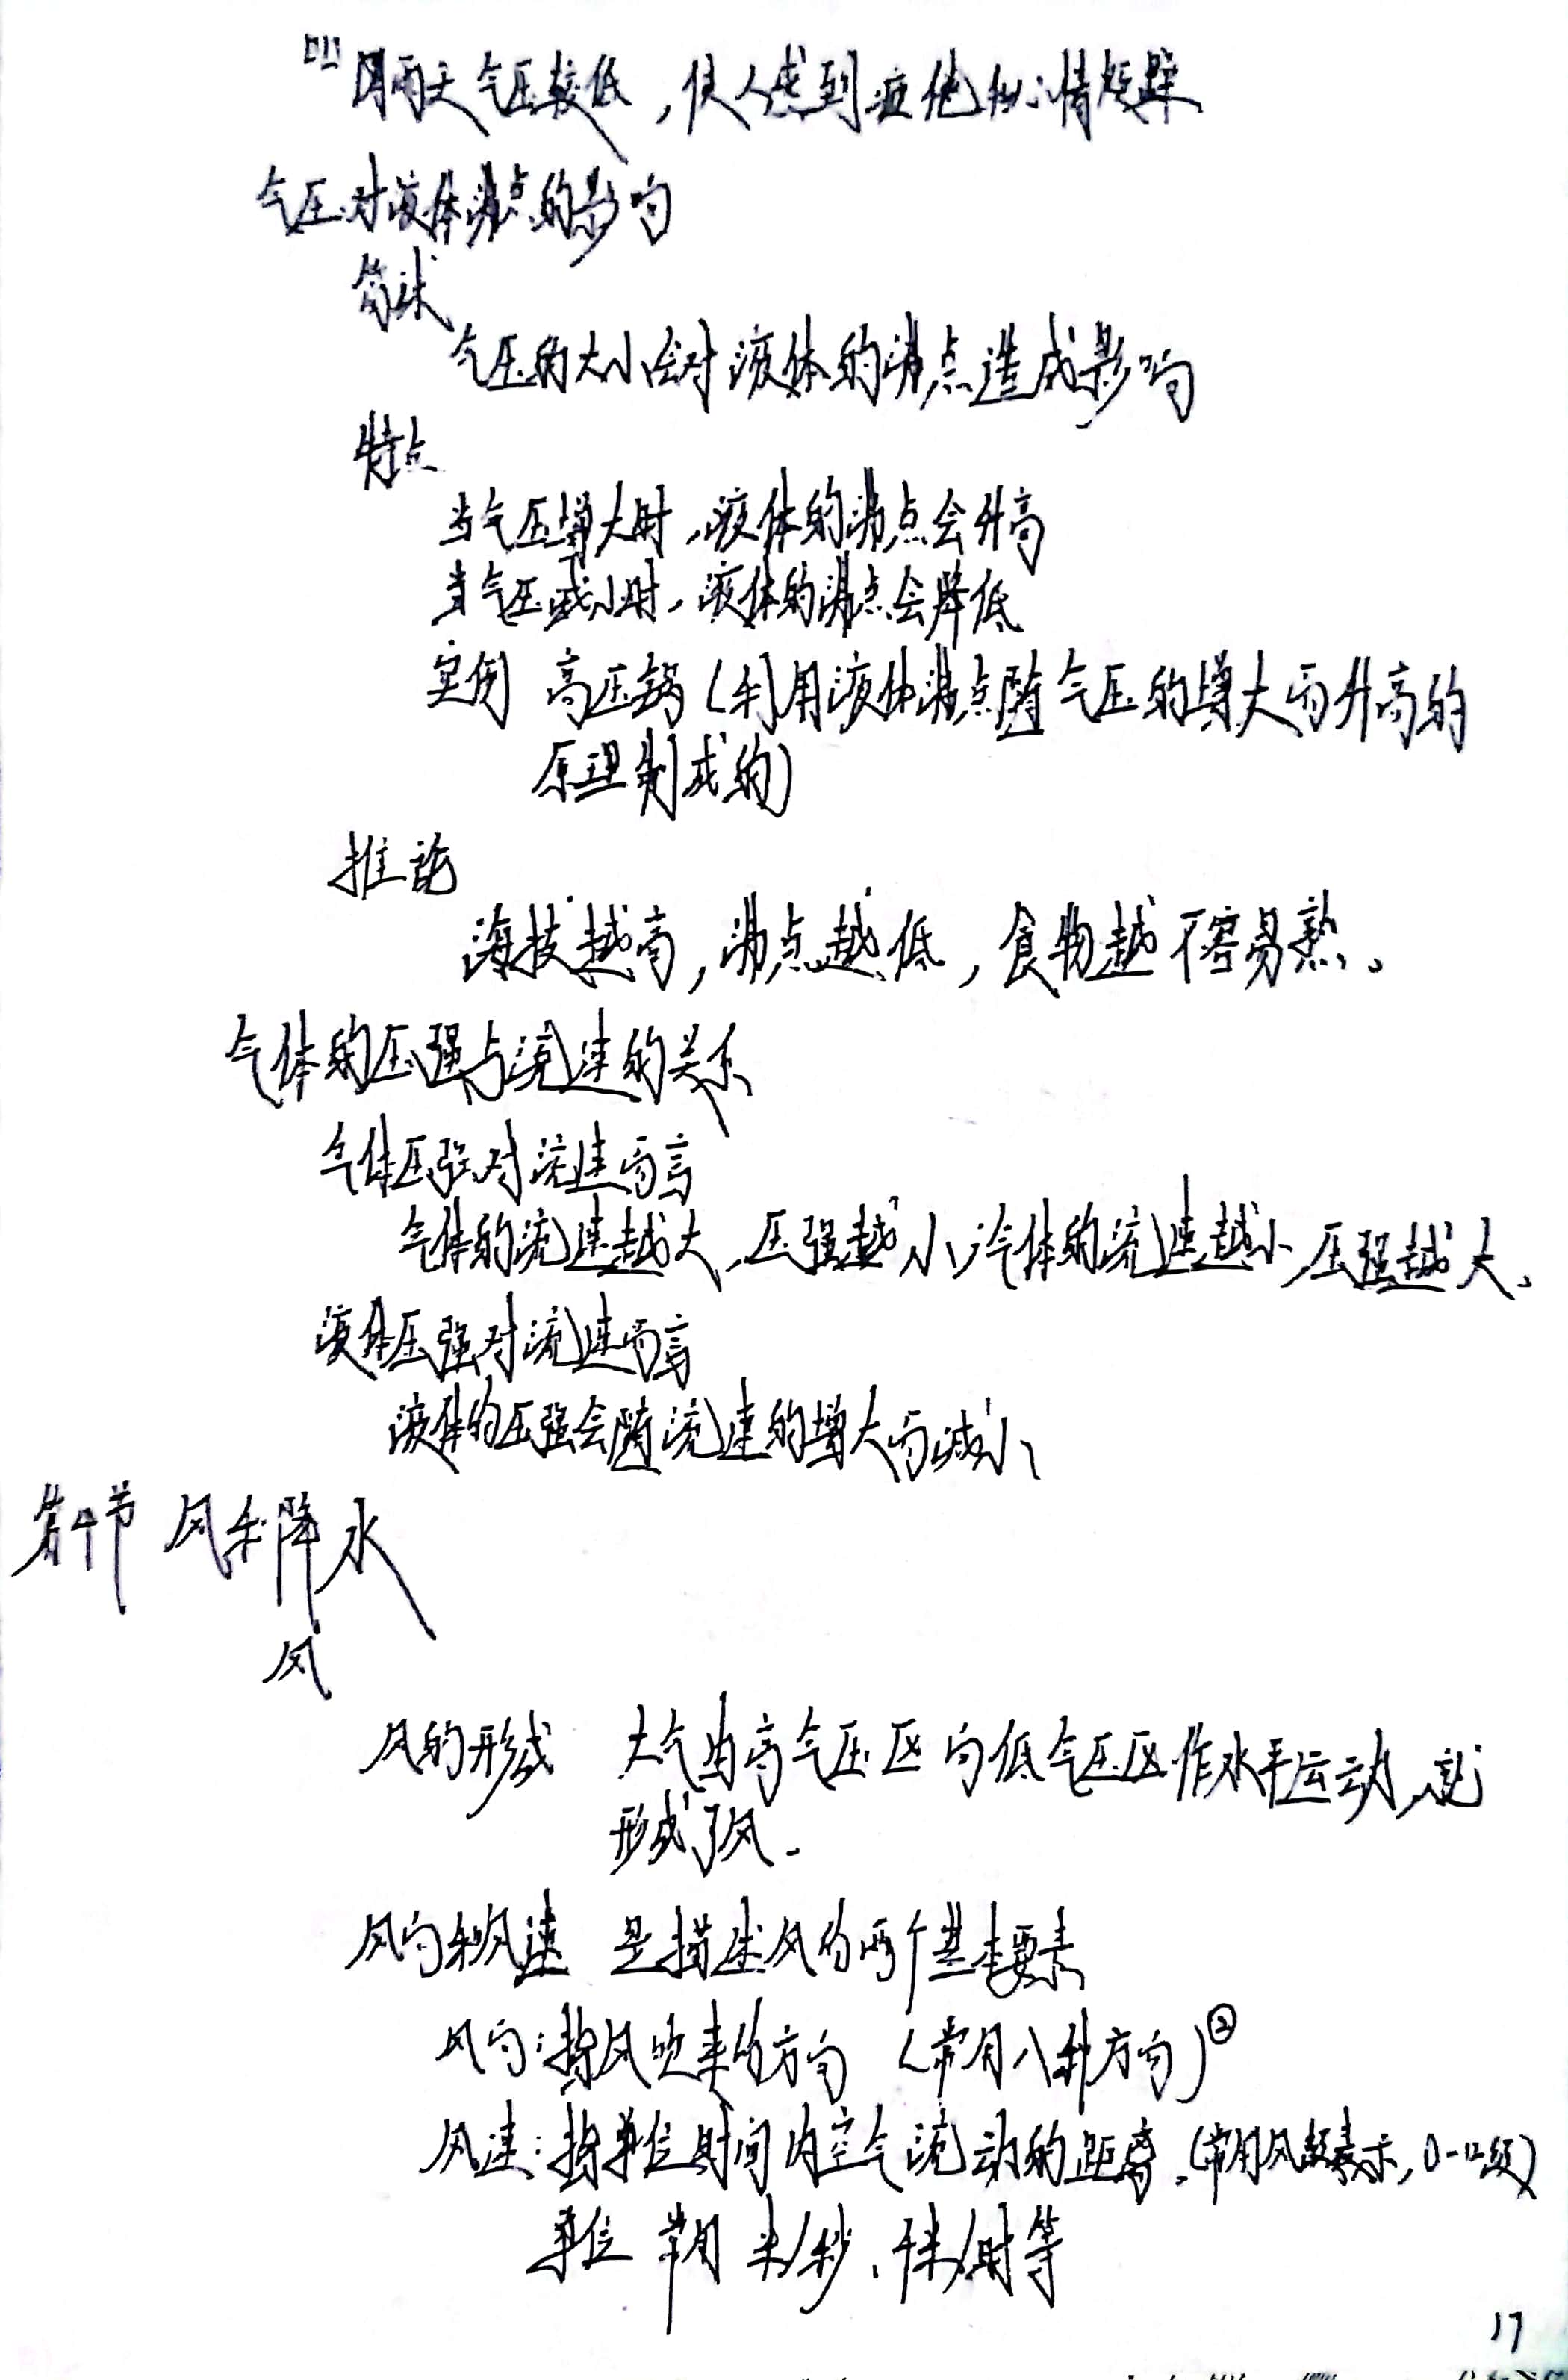 阴雨天气压较低,使人感到疲倦和心情烦躁
气压对液体沸点的影响
简述
气压的大小会对液体的沸点造成影响
特点
当气压增大时,液体的沸点会升高
当气压减小时,液体的沸点会降低
实例 高压锅(利用液体沸点随气压的增大而升高的
原理制成的)
推论
海拔越高,沸点越低,食物越不容易熟。
气体的压强与流速的关系
气体压强对流速而言
气体的流速越大,压强越小;气体的流速越小,压强越大。
液体压强对流速而言
液体的压强会随流速的增大而减小
第4节 风和降水
风
风的形成 大气由高气压区向低气压区作水平运动,就
形成了风.
风向和风速 是描述风的两个基本要素
风向:指风吹来的方向 (常用八种方向)②
风速:指单位时间内空气流动的距离.(常用风级表示,0-12级)
单位 常用 米/秒、千米/时等
17